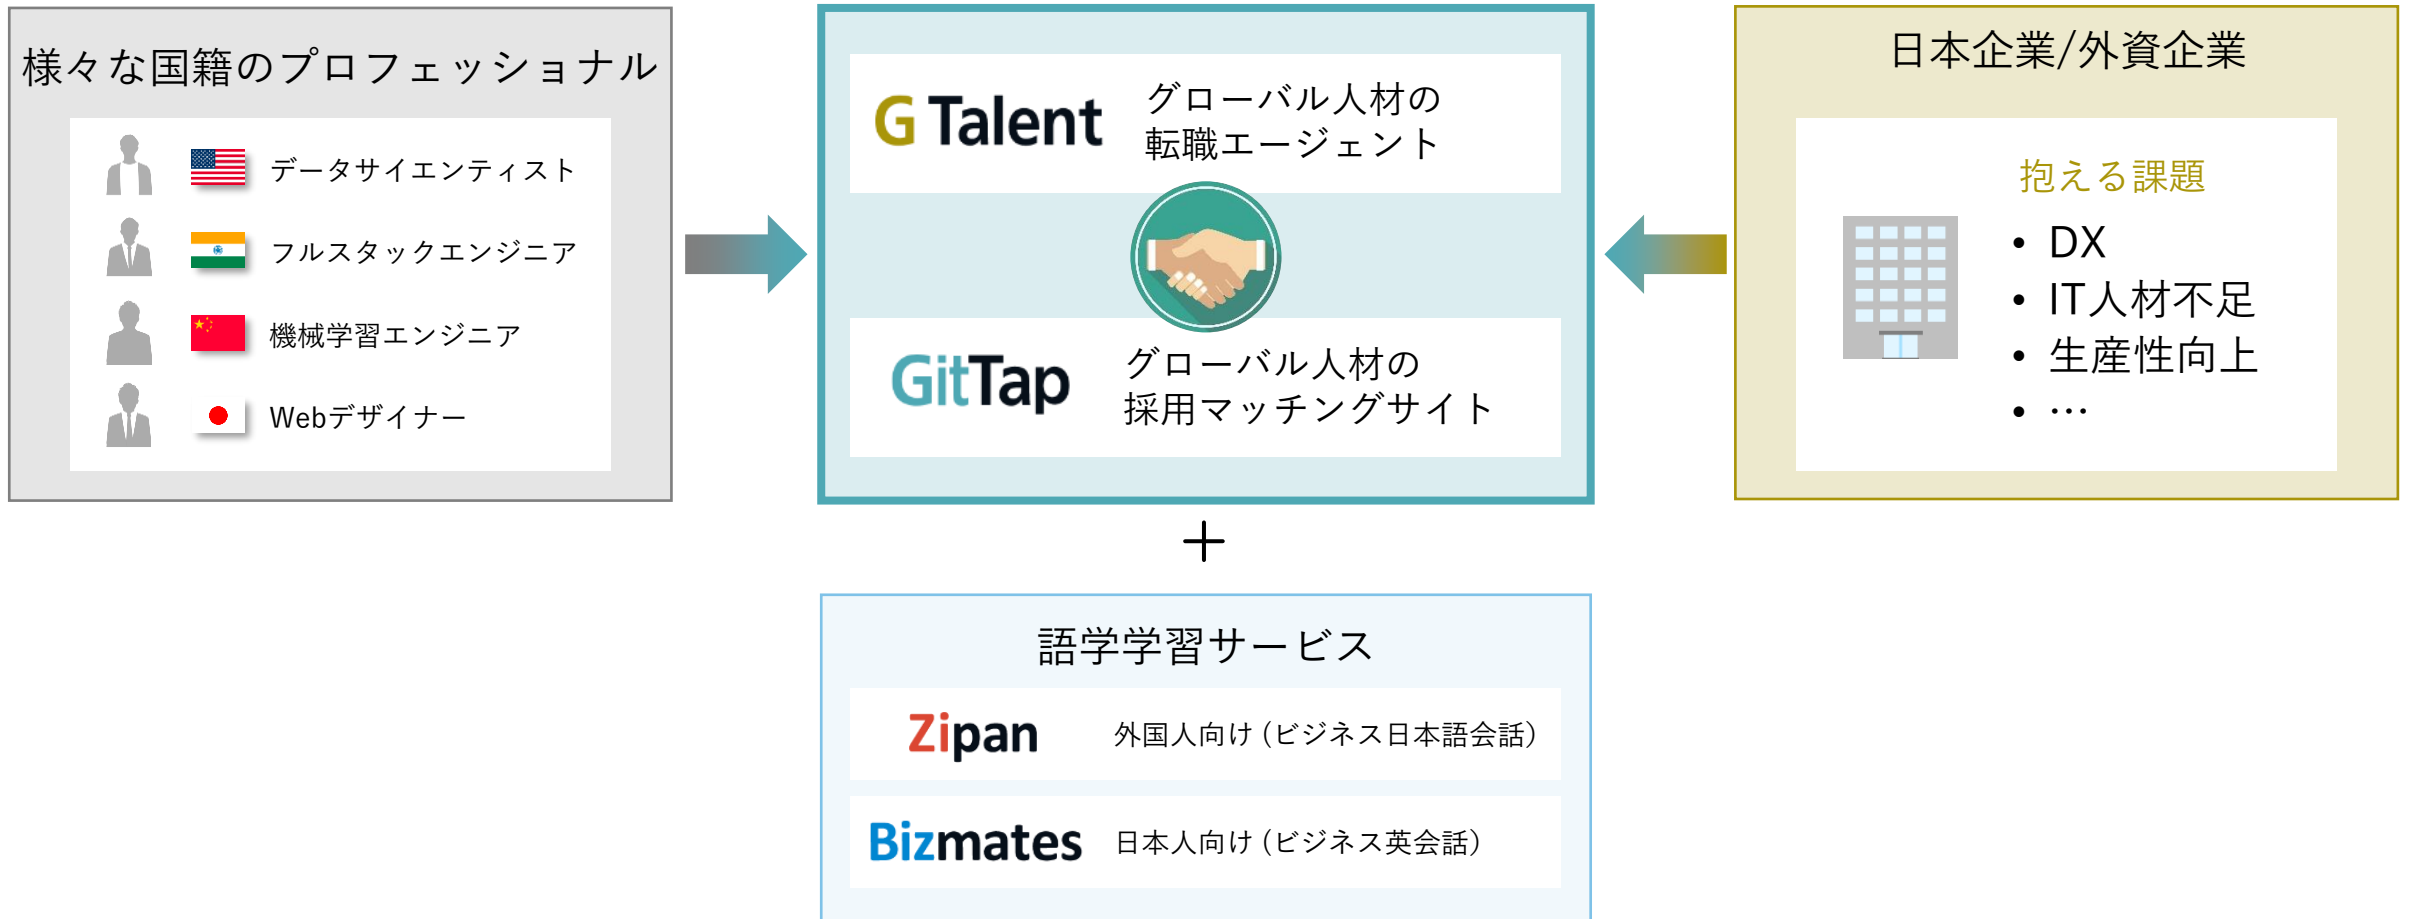 様々な国籍のプロフェッショナル
データサイエンティスト
フルスタックエンジニア
機械学習エンジニア
Webデザイナー
G Talent
グローバル人材の
転職エージェント
GitTap
グローバル人材の
採用マッチングサイト
日本企業/外資企業
抱える課題
• DX
• IT人材不足
• 生産性向上
• …
+
語学学習サービス
Zipan
外国人向け (ビジネス日本語会話)
Bizmates
日本人向け (ビジネス英会話)